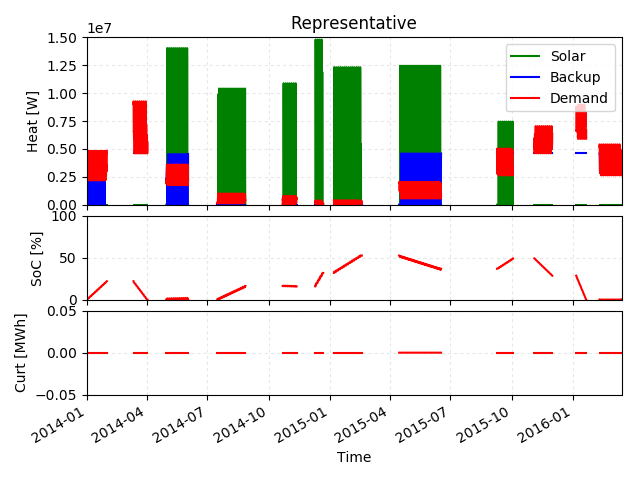 Representative
1e7
Heat [W]
1.50
1.25
1.00
0.75
0.50
0.25
0.00
Solar
Backup
Demand
SoC [%]
100
50
0
Curt [MWh]
0.05
0.00
−0.05
2014-01
2014-04
2014-07
2014-10
2015-01
2015-04
2015-07
2015-10
2016-01
Time